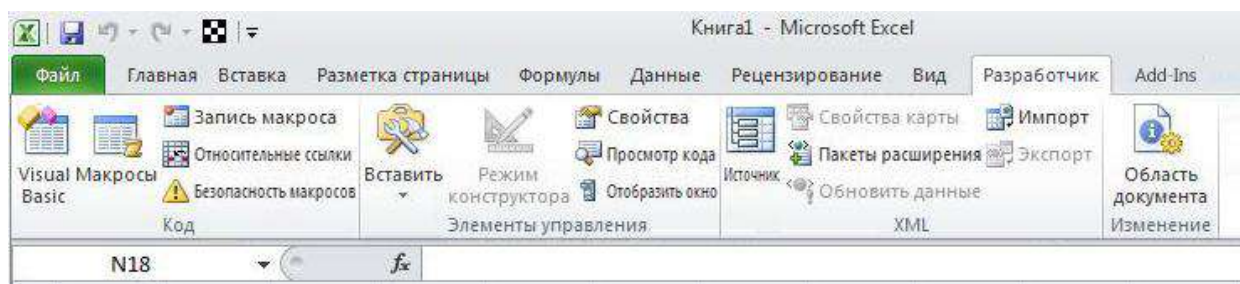 Книга1 - Microsoft Excel
Файл Главная Вставка Разметка страницы Формулы Данные Рецензирование Вид Разработчик Add-Ins
Visual Basic
Макросы
Запись макроса
Относительные ссылки
Безопасность макросов
Код
Вставить
Режим конструктора
Свойства
Просмотр кода
Отобразить окно
Элементы управления
Источник
Свойства карты
Пакеты расширения
Обновить данные
Импорт
Экспорт
XML
Область документа
Изменение
N18 fx